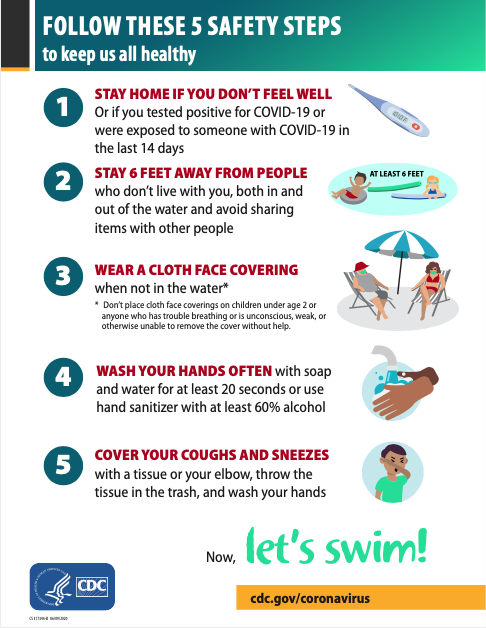 FOLLOW THESE 5 SAFETY STEPS
to keep us all healthy
1
STAY HOME IF YOU DON'T FEEL WELL
Or if you tested positive for COVID-19 or
were exposed to someone with COVID-19 in
the last 14 days
2
STAY 6 FEET AWAY FROM PEOPLE
who don't live with you, both in and
out of the water and avoid sharing
items with other people
AT LEAST 6 FEET
3
WEAR A CLOTH FACE COVERING
when not in the water*
* Don't place cloth face coverings on children under age 2 or
anyone who has trouble breathing or is unconscious, weak, or
otherwise unable to remove the cover without help.
4
WASH YOUR HANDS OFTEN with soap
and water for at least 20 seconds or use
hand sanitizer with at least 60% alcohol
5
COVER YOUR COUGHS AND SNEEZES
with a tissue or your elbow, throw the
tissue in the trash, and wash your hands
Now, let's swim!
CDC
cdc.gov/coronavirus